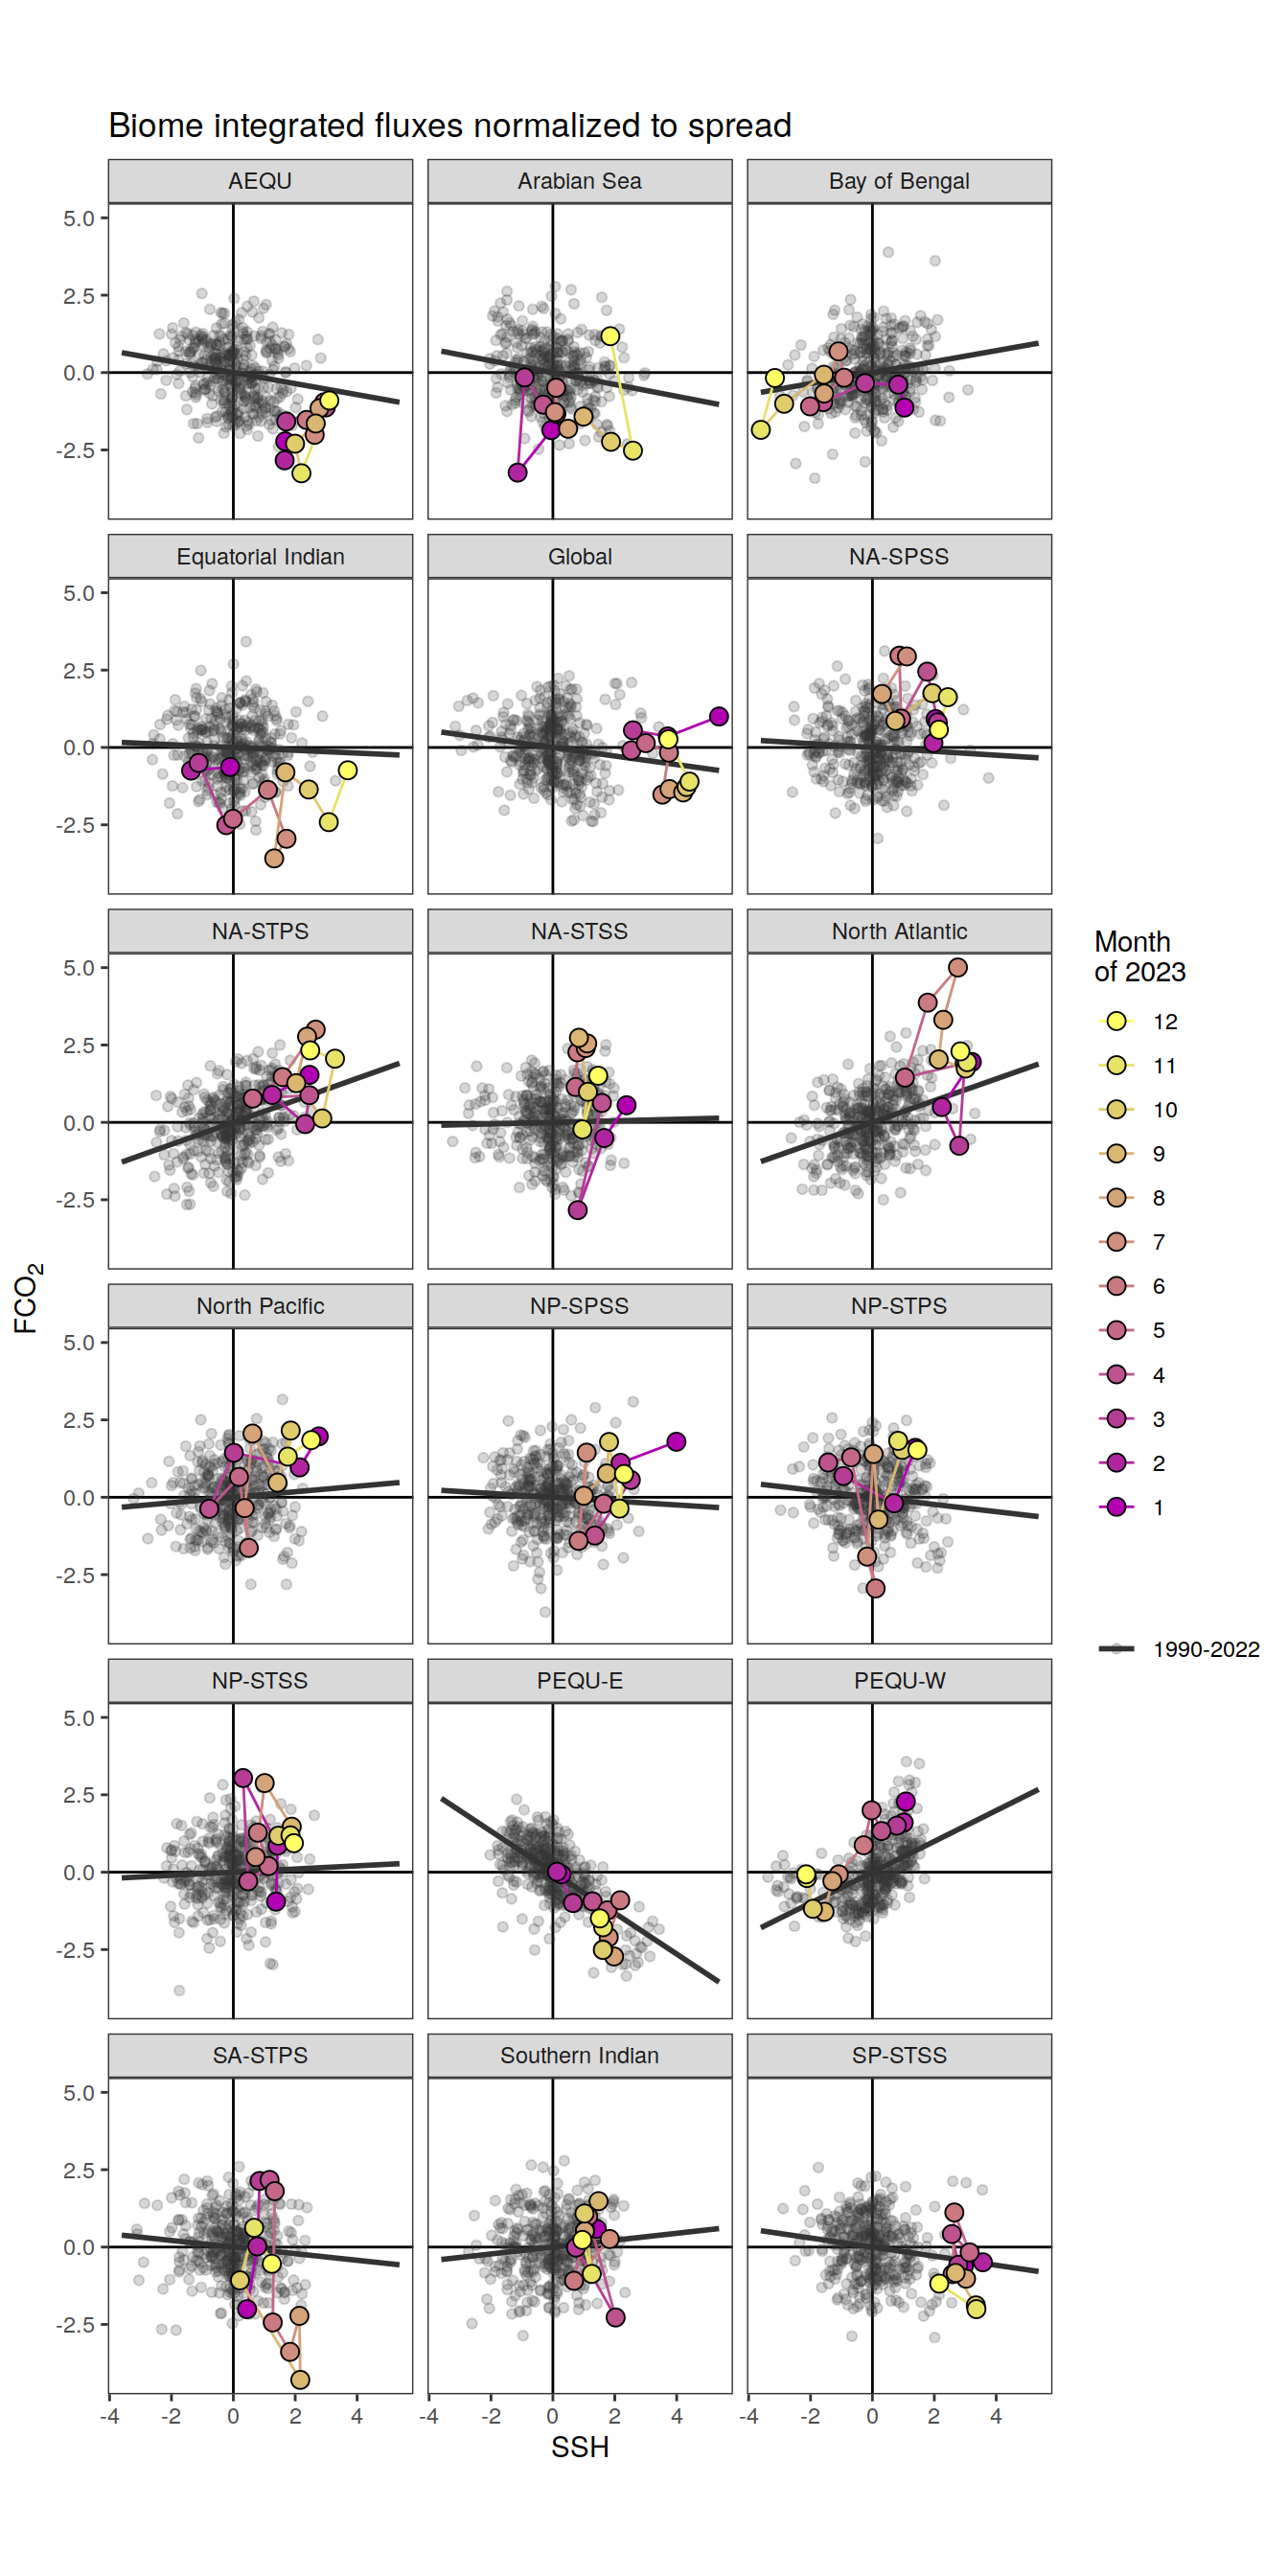 Biome integrated fluxes normalized to spread
AEQU
Arabian Sea
Bay of Bengal
5.0
2.5
0.0
-2.5
Equatorial Indian
Global
NA-SPSS
5.0
2.5
0.0
-2.5
NA-STPS
NA-STSS
North Atlantic
5.0
2.5
0.0
-2.5
North Pacific
NP-SPSS
NP-STPS
5.0
2.5
0.0
-2.5
NP-STSS
PEQU-E
PEQU-W
5.0
2.5
0.0
-2.5
SA-STPS
Southern Indian
SP-STSS
5.0
2.5
0.0
-2.5
-4 -2 0 2 4
-4 -2 0 2 4
-4 -2 0 2 4
SSH
FCO₂
Month
of 2023
12
11
10
9
8
7
6
5
4
3
2
1
1990-2022